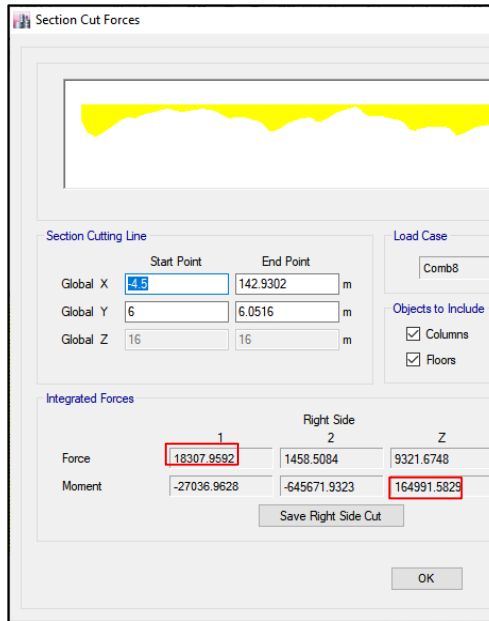 Section Cut Forces
Section Cutting Line
Load Case
Start Point End Point
Comb8
Global X -4.5 142.9302 m
Global Y 6 6.0516 m
Objects to Include
Global Z 16 16 m
Columns
Floors
Integrated Forces
Right Side
1 2 Z
Force 18307.9592 1458.5084 9321.6748
Moment -27036.9628 -645671.9323 164991.5829
Save Right Side Cut
OK